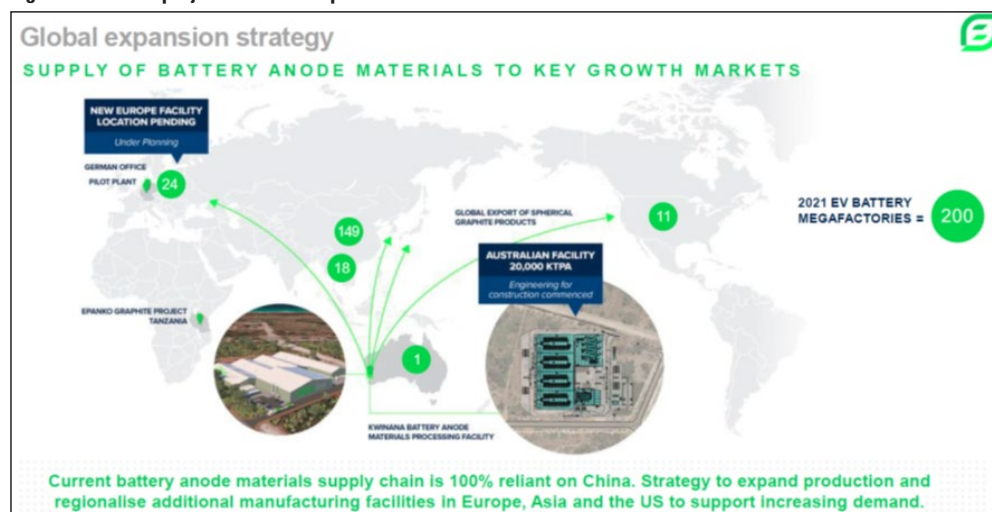 Global expansion strategy
SUPPLY OF BATTERY ANODE MATERIALS TO KEY GROWTH MARKETS
NEW EUROPE FACILITY
LOCATION PENDING
Under Planning
GERMAN OFFICE
PILOT PLANT
24
149
18
GLOBAL EXPORT OF SPHERICAL
GRAPHITE PRODUCTS
11
2021 EV BATTERY
MEGAFACTORIES =
200
AUSTRALIAN FACILITY
20,000 KTPA
Engineering for
construction commenced
EPANKO GRAPHITE PROJECT
TANZANIA
1
KWINANA BATTERY ANODE
MATERIALS PROCESSING FACILITY
Current battery anode materials supply chain is 100% reliant on China. Strategy to expand production and
regionalise additional manufacturing facilities in Europe, Asia and the US to support increasing demand.